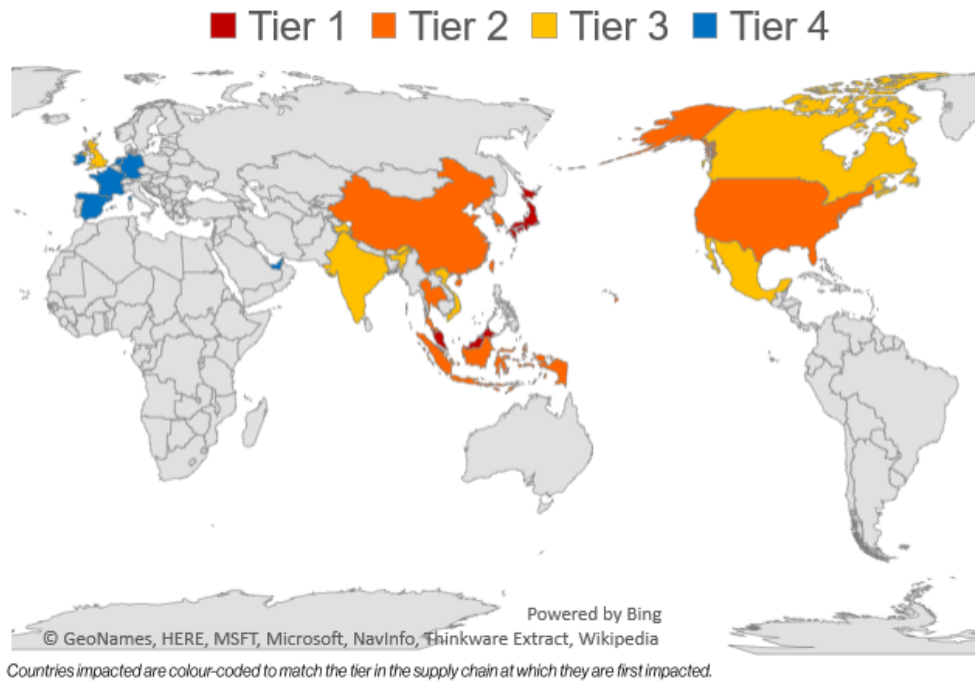 Tier 1 Tier 2 Tier 3 Tier 4
Powered by Bing
© GeoNames, HERE, MSFT, Microsoft, NavInfo, Thinkware Extract, Wikipedia
Countries impacted are colour-coded to match the tier in the supply chain at which they are first impacted.